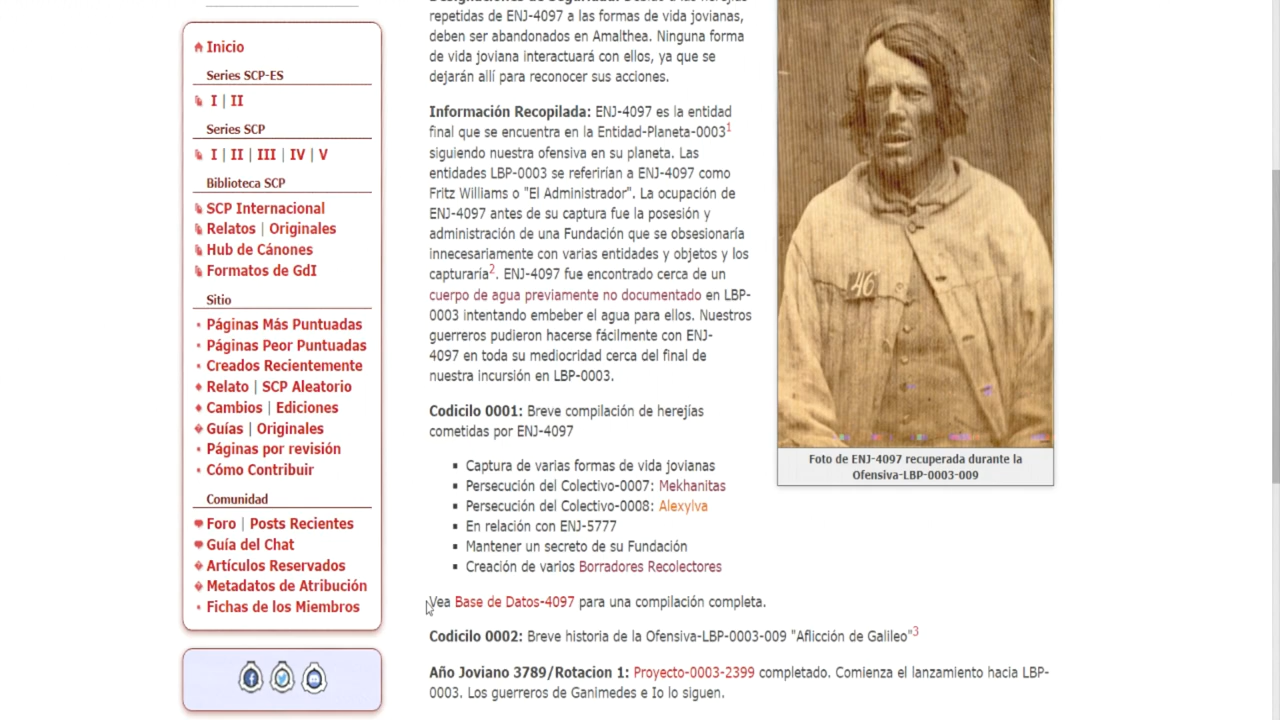 Inicio
Series SCP-ES
I | II
Series SCP
I | II | III | IV | V
Biblioteca SCP
SCP Internacional
Relatos | Originales
Hub de Cánones
Formatos de GdI
Sitio
Páginas Más Puntuadas
Páginas Peor Puntuadas
Creados Recientemente
Relato | SCP Aleatorio
Cambios | Ediciones
Guías | Originales
Páginas por revisión
Cómo Contribuir
Comunidad
Foro | Posts Recientes
Guía del Chat
Artículos Reservados
Metadatos de Atribución
Fichas de los Miembros
repetidas de ENJ-4097 a las formas de vida jovianas,
deben ser abandonados en Amalthea. Ninguna forma
de vida joviana interactuará con ellos, ya que se
dejarán allí para reconocer sus acciones.
Información Recopilada: ENJ-4097 es la entidad
final que se encuentra en la Entidad-Planeta-0003¹
siguiendo nuestra ofensiva en su planeta. Las
entidades LBP-0003 se referirían a ENJ-4097 como
Fritz Williams o "El Administrador". La ocupación de
ENJ-4097 antes de su captura fue la posesión y
administración de una Fundación que se obsesionaría
innecesariamente con varias entidades y objetos y los
capturaría². ENJ-4097 fue encontrado cerca de un
cuerpo de agua previamente no documentado en LBP-
0003 intentando embeber el agua para ellos. Nuestros
guerreros pudieron hacerse fácilmente con ENJ-
4097 en toda su mediocridad cerca del final de
nuestra incursión en LBP-0003.
Codicilo 0001: Breve compilación de herejías
cometidas por ENJ-4097
Captura de varias formas de vida jovianas
Persecución del Colectivo-0007: Mekhanitas
Persecución del Colectivo-0008: Alexylva
En relación con ENJ-5777
Mantener un secreto de su Fundación
Creación de varios Borradores Recolectores
Vea Base de Datos-4097 para una compilación completa.
Codicilo 0002: Breve historia de la Ofensiva-LBP-0003-009 "Aflicción de Galileo"³
Año Joviano 3789/Rotacion 1: Proyecto-0003-2399 completado. Comienza el lanzamiento hacia LBP-
0003. Los guerreros de Ganimedes e Io lo siguen.
46
Foto de ENJ-4097 recuperada durante la
Ofensiva-LBP-0003-009